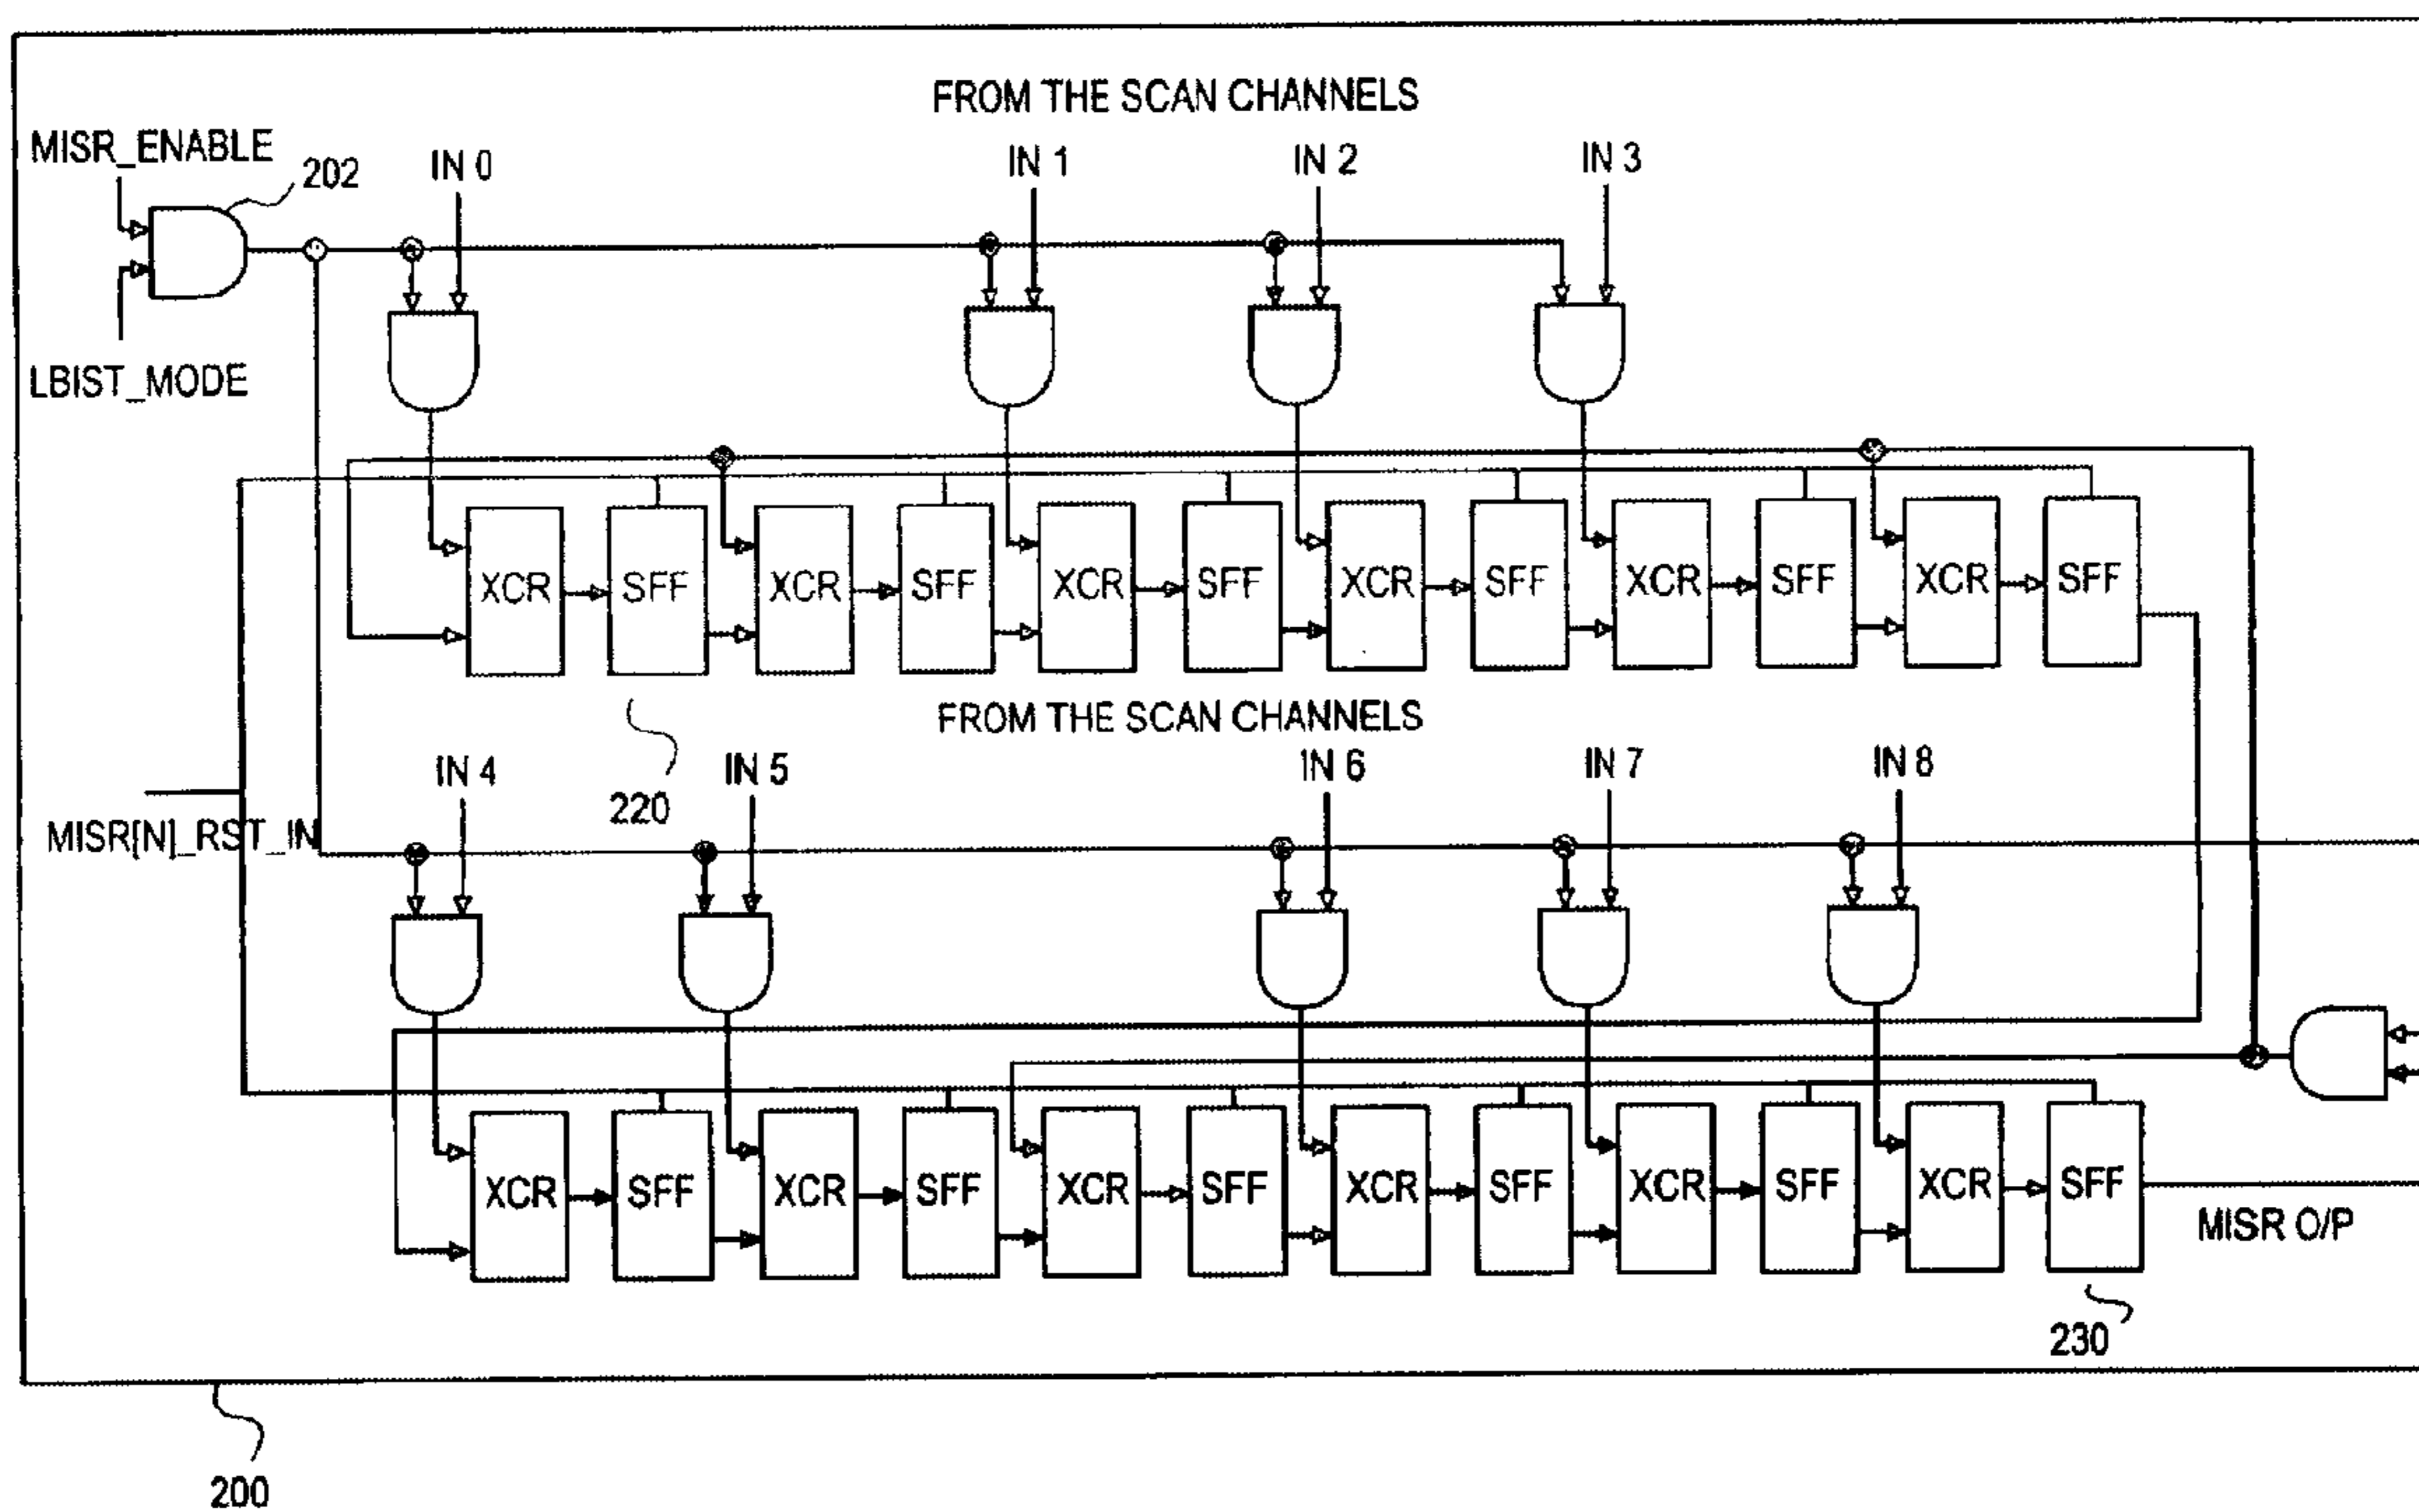 FROM THE SCAN CHANNELS
MISR_ENABLE
202
IN 0
IN 1
IN 2
IN 3
LBIST_MODE
XCR
SFF
XCR
SFF
XCR
SFF
XCR
SFF
XCR
SFF
XCR
SFF
FROM THE SCAN CHANNELS
220
IN 4
IN 5
IN 6
IN 7
IN 8
MISR[N]_RST_IN
XCR
SFF
XCR
SFF
XCR
SFF
XCR
SFF
XCR
SFF
XCR
SFF
MISR O/P
230
200